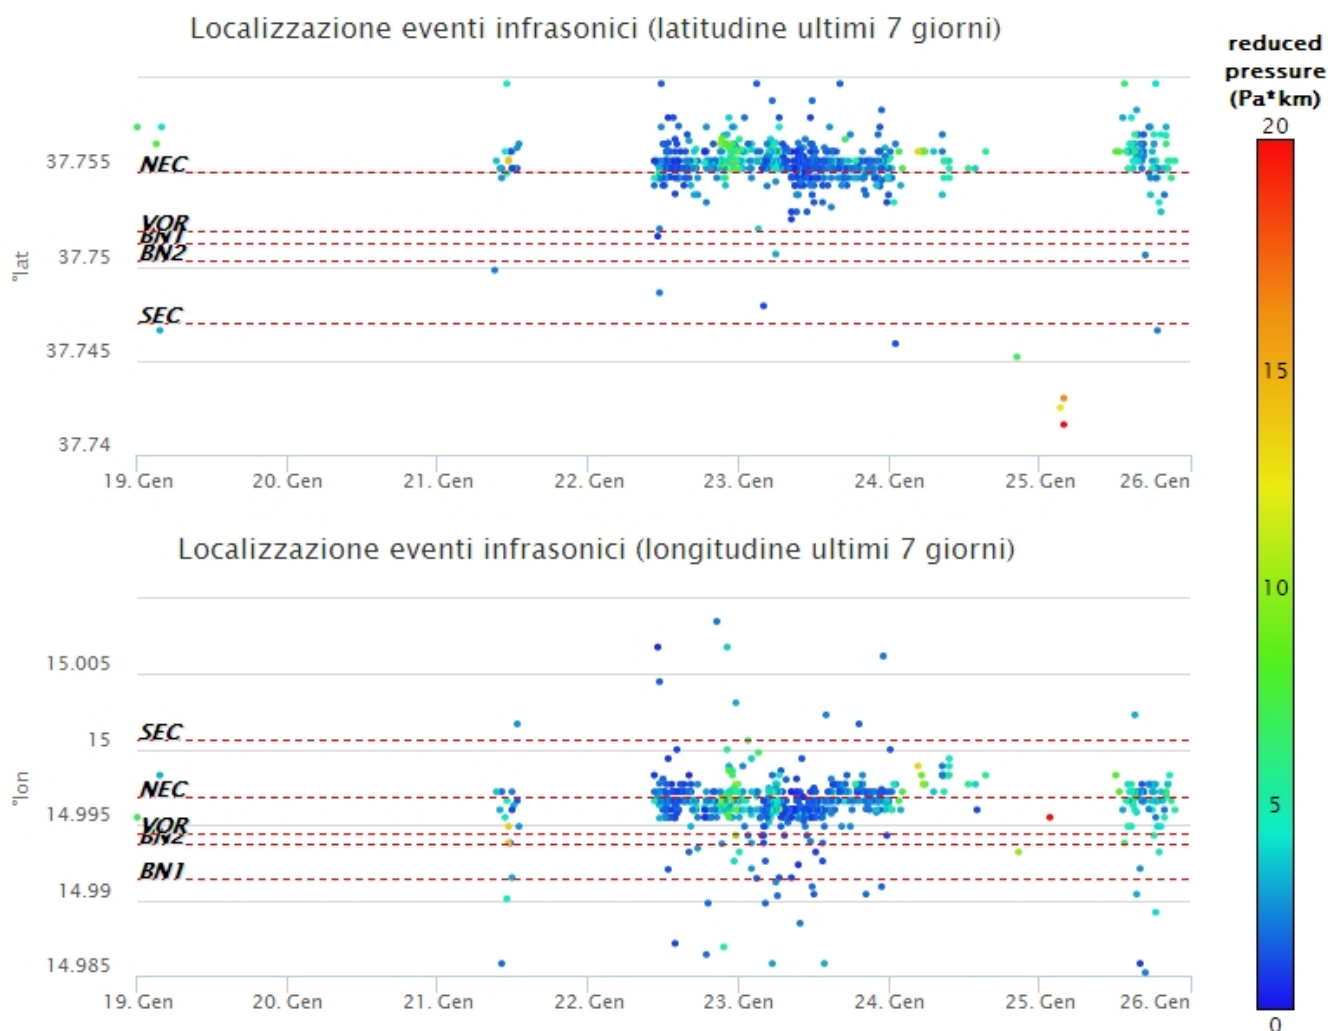 Localizzazione eventi infrasonici (latitudine ultimi 7 giorni)
reduced
pressure
(Pa*km)
20
15
10
5
0
°lat
37.755
37.75
37.745
37.74
NEC
VOR
BN1
BN2
SEC
19. Gen 20. Gen 21. Gen 22. Gen 23. Gen 24. Gen 25. Gen 26. Gen
Localizzazione eventi infrasonici (longitudine ultimi 7 giorni)
°lon
15.005
15
14.995
14.99
14.985
SEC
NEC
VOR
BN2
BN1
19. Gen 20. Gen 21. Gen 22. Gen 23. Gen 24. Gen 25. Gen 26. Gen